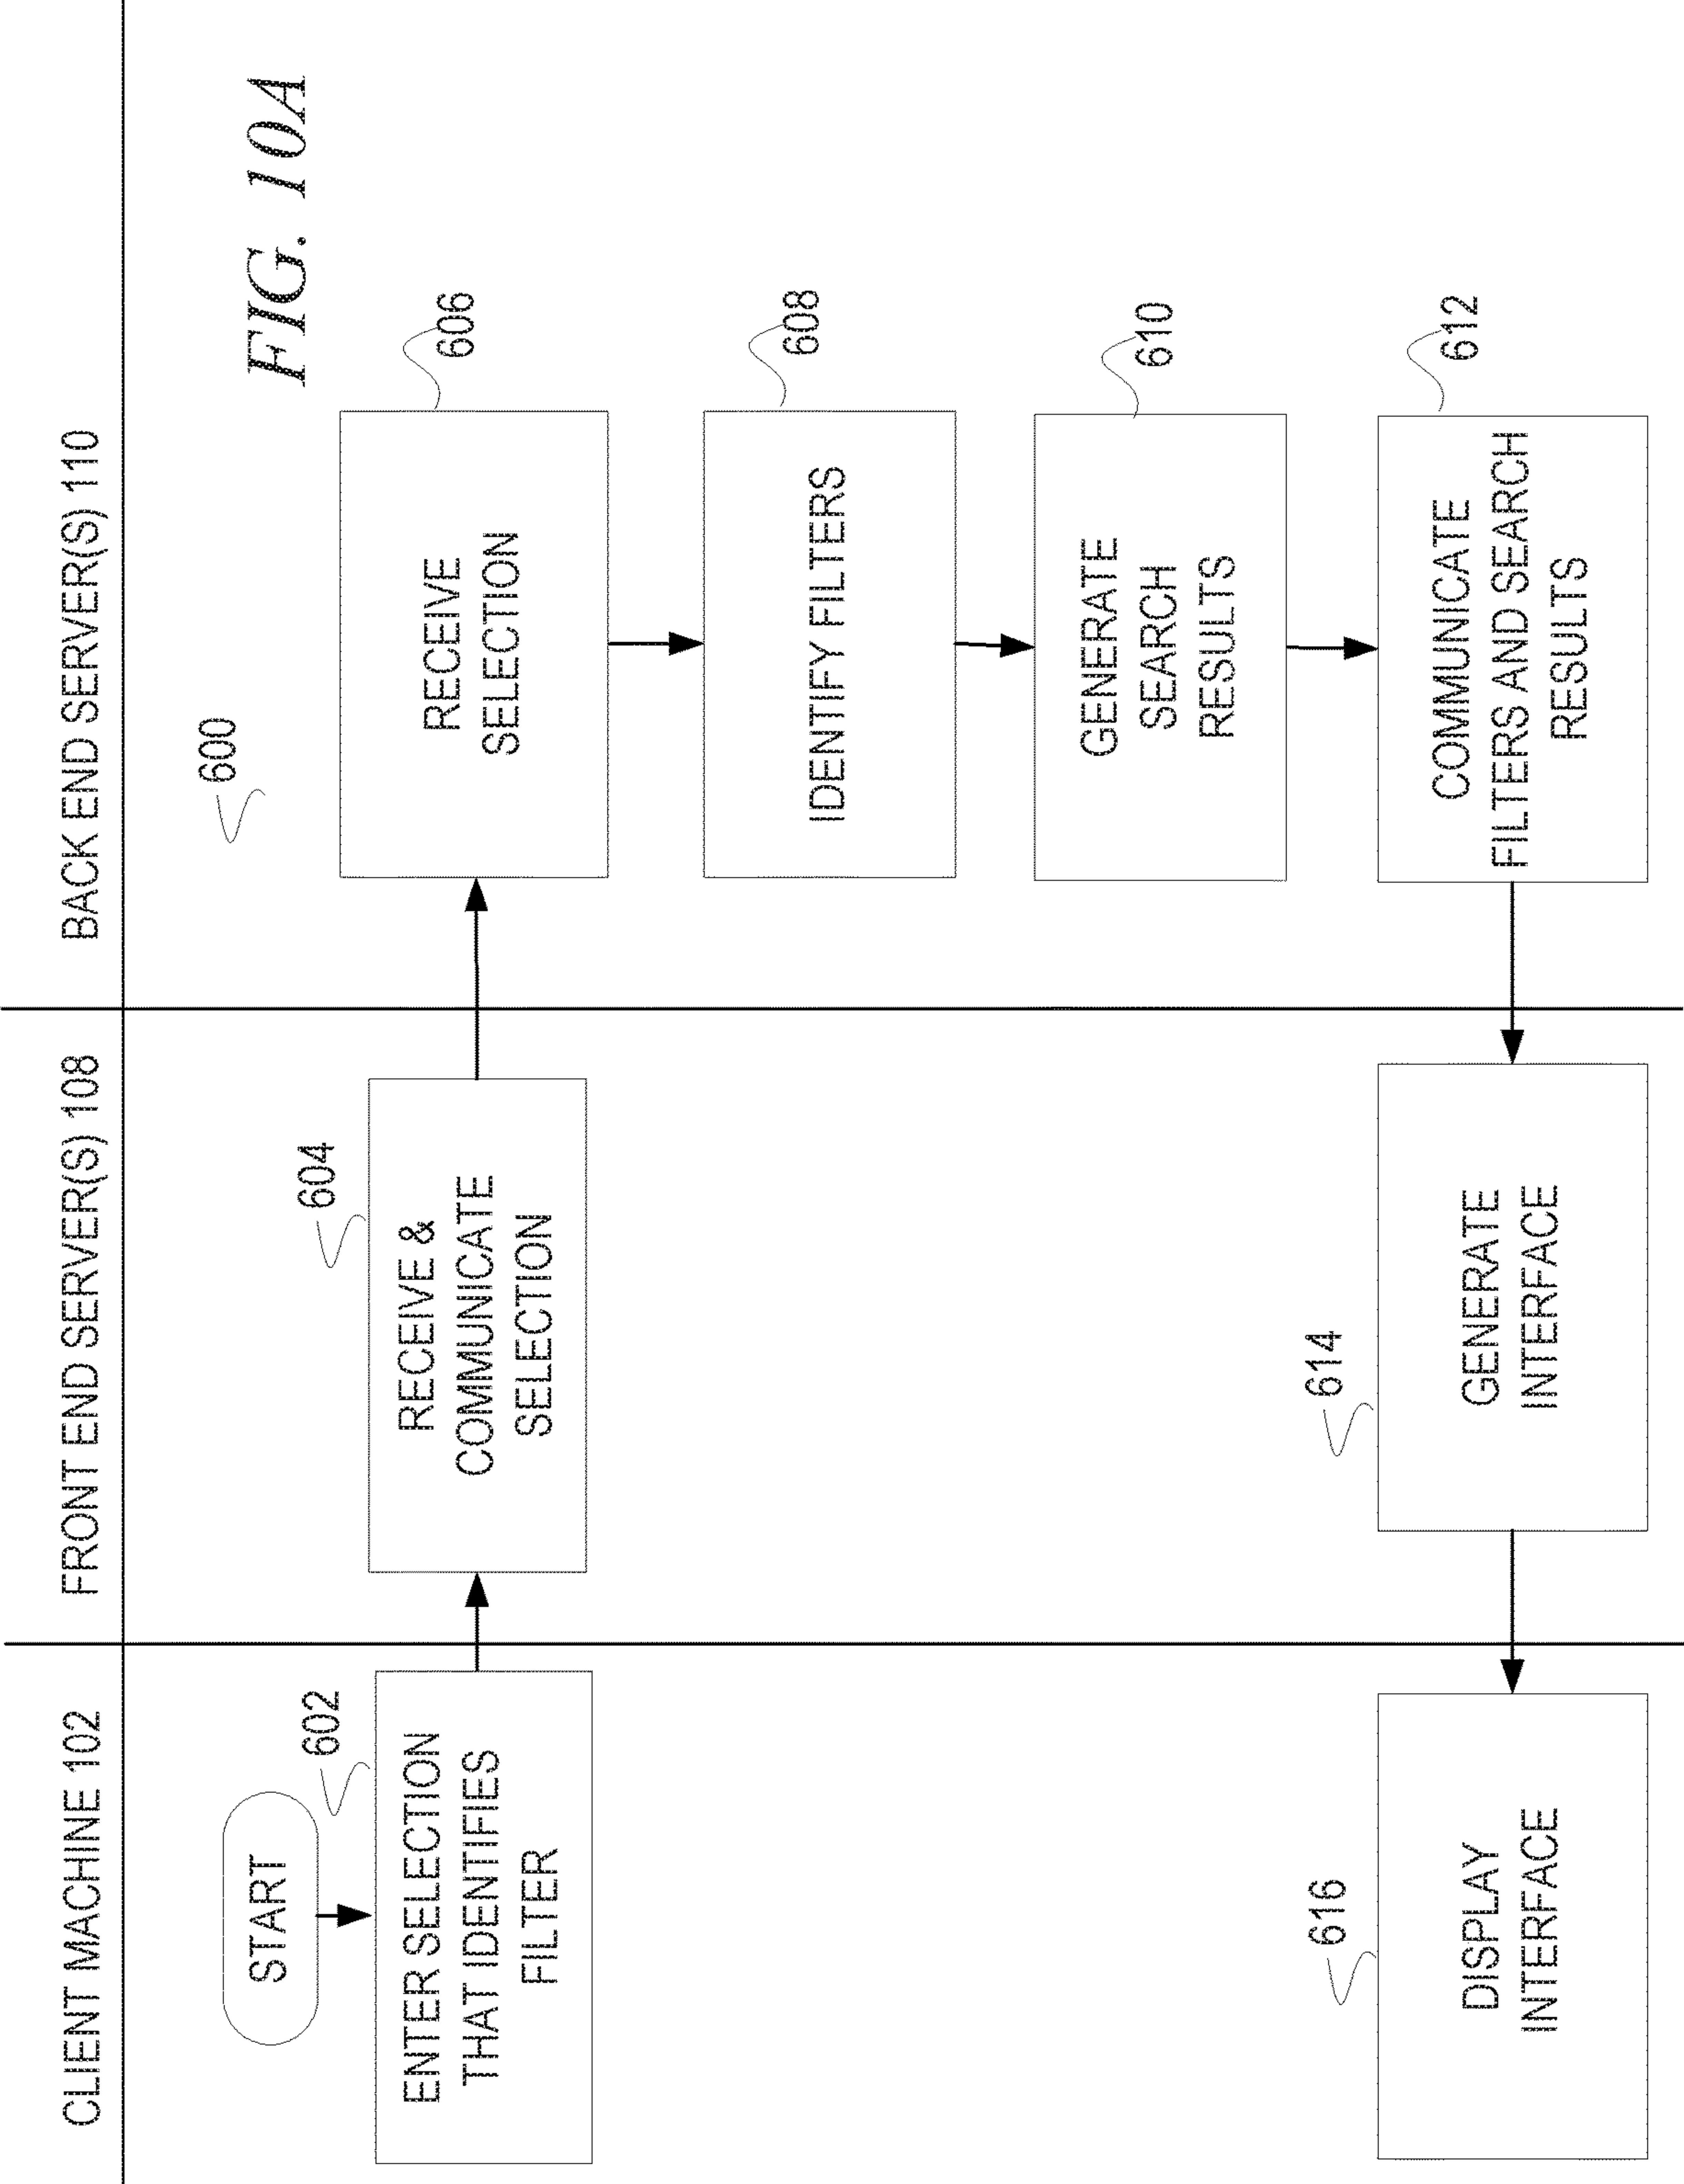 CLIENT MACHINE 102
FRONT END SERVER(S) 108
BACK END SERVER(S) 110
600
FIG. 10A
START
602
ENTER SELECTION
THAT IDENTIFIES
FILTER
604
RECEIVE &
COMMUNICATE
SELECTION
606
RECEIVE
SELECTION
608
IDENTIFY FILTERS
610
GENERATE
SEARCH
RESULTS
612
COMMUNICATE
FILTERS AND SEARCH
RESULTS
614
GENERATE
INTERFACE
616
DISPLAY
INTERFACE